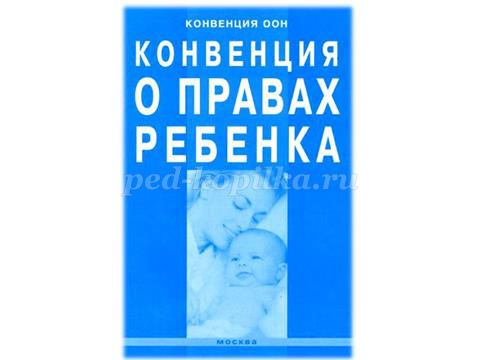 КОНВЕНЦИЯ ООН
КОНВЕНЦИЯ
О ПРАВАХ
РЕБЕНКА
ped-kopilka.ru
МОСКВА